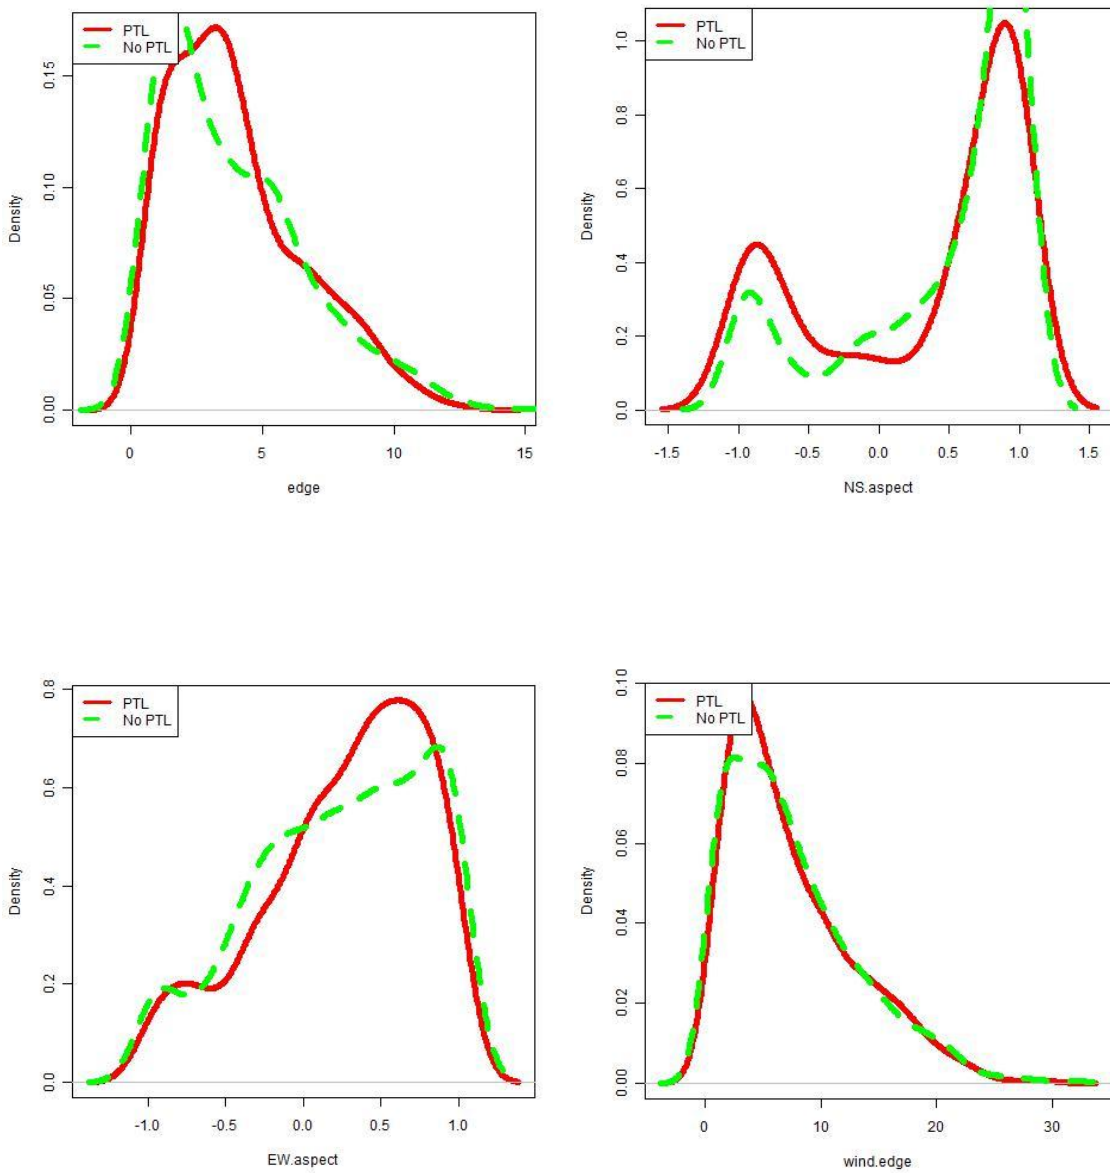 PTL
No PTL
Density
0.00 0.05 0.10 0.15
0 5 10 15
edge
PTL
No PTL
Density
0.0 0.2 0.4 0.6 0.8 1.0
-1.5 -1.0 -0.5 0.0 0.5 1.0 1.5
NS.aspect
PTL
No PTL
Density
0.0 0.2 0.4 0.6 0.8
-1.0 -0.5 0.0 0.5 1.0
EW.aspect
PTL
No PTL
Density
0.00 0.02 0.04 0.06 0.08 0.10
0 10 20 30
wind.edge